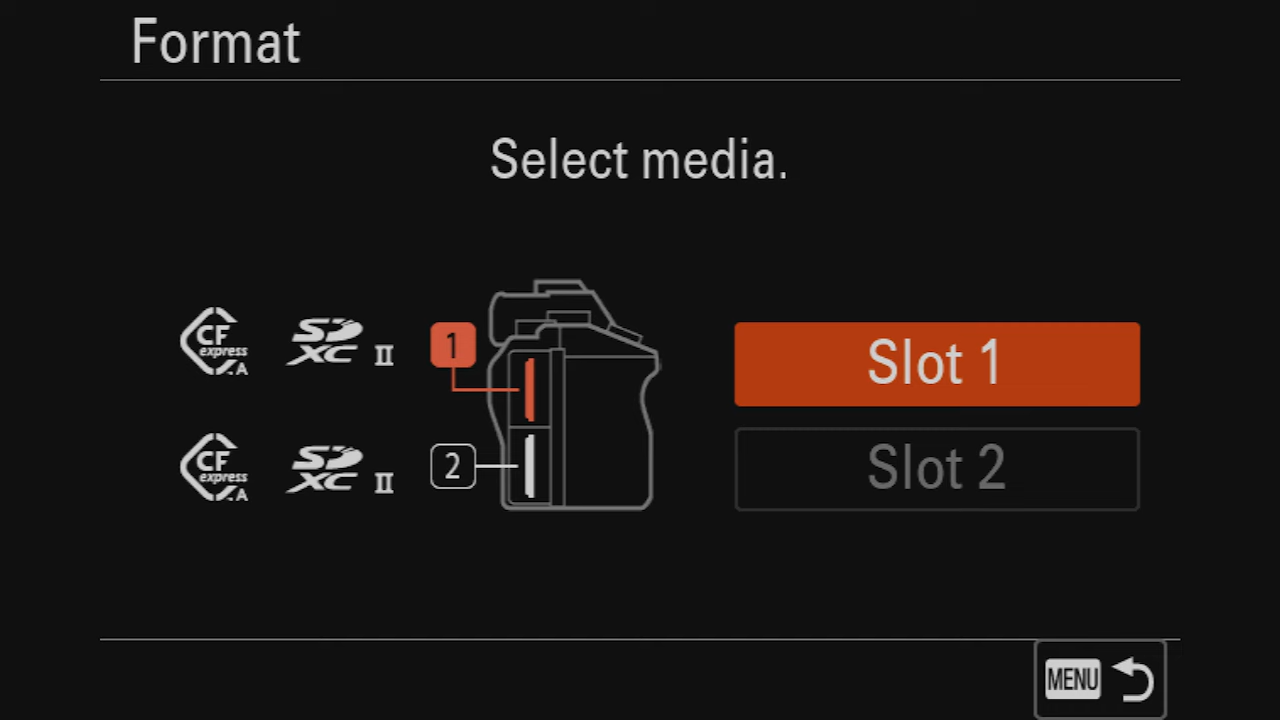 Format
Select media.
CF express A SD XC II 1 Slot 1
CF express A SD XC II 2 Slot 2
MENU